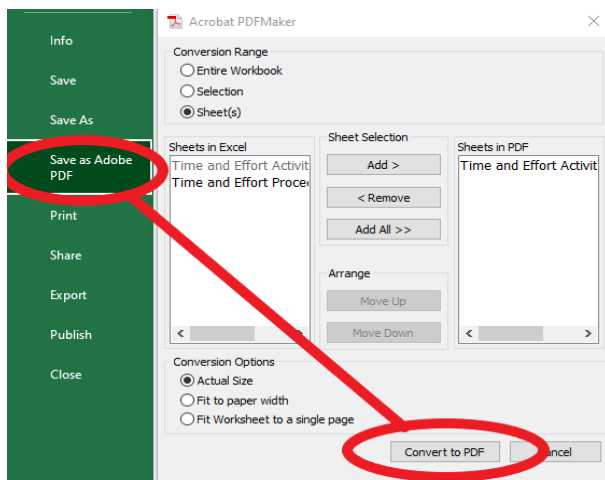 Info
Save
Save As
Save as Adobe
PDF
Print
Share
Export
Publish
Close
Acrobat PDFMaker
Conversion Range
Entire Workbook
Selection
Sheet(s)
Sheets in Excel
Time and Effort Activit
Time and Effort Proce
Sheet Selection
Add >
< Remove
Add All >>
Arrange
Move Up
Move Down
Sheets in PDF
Time and Effort Activit
Conversion Options
Actual Size
Fit to paper width
Fit Worksheet to a single page
Convert to PDF
Cancel